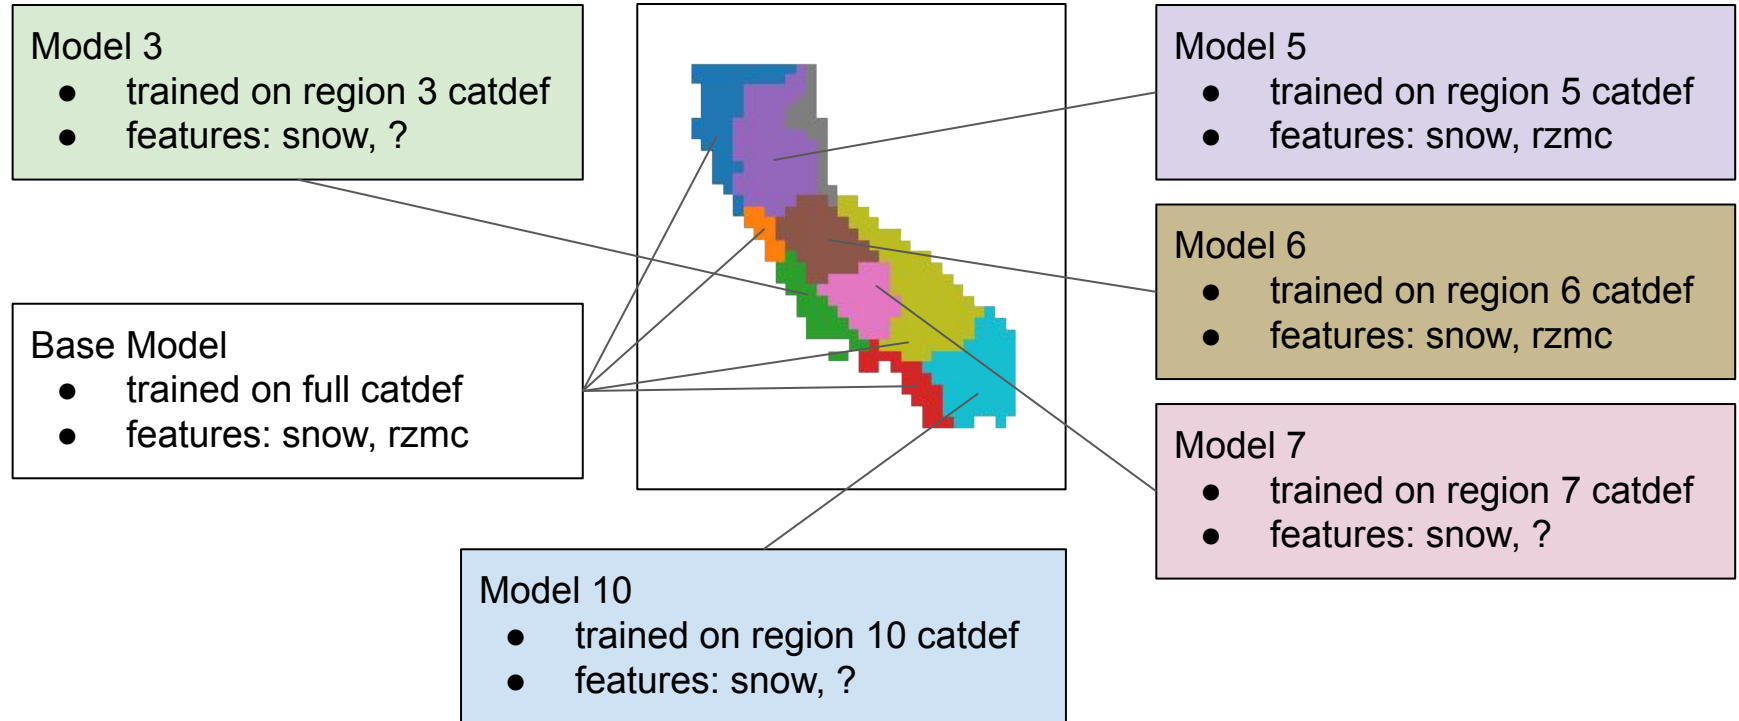 Model 3
● trained on region 3 catdef
● features: snow, ?
Base Model
● trained on full catdef
● features: snow, rzmc
Model 10
● trained on region 10 catdef
● features: snow, ?
Model 5
● trained on region 5 catdef
● features: snow, rzmc
Model 6
● trained on region 6 catdef
● features: snow, rzmc
Model 7
● trained on region 7 catdef
● features: snow, ?